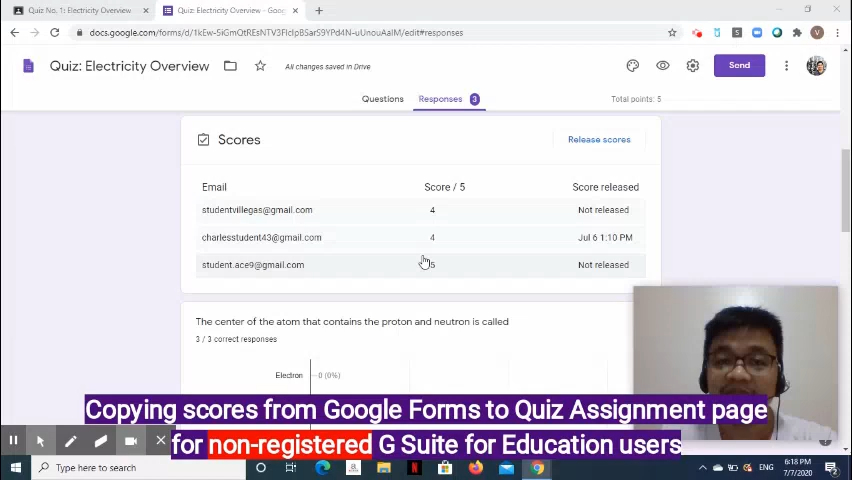 Quiz No. 1: Electricity Overview
Quiz: Electricity Overview - Goog
docs.google.com/forms/d/1kEw-5iGmQtREsNTV3FIclpBSarS9YPd4N-uUnouAaIM/edit#responses
Quiz: Electricity Overview
All changes saved in Drive
Send
Questions
Responses 3
Total points: 5
Scores
Release scores
Email Score / 5 Score released
studentvillegas@gmail.com 4 Not released
charlesstudent43@gmail.com 4 Jul 6 1:10 PM
student.ace9@gmail.com 5 Not released
The center of the atom that contains the proton and neutron is called
3 / 3 correct responses
Electron 0 (0%)
Copying scores from Google Forms to Quiz Assignment page
for non-registered G Suite for Education users
Type here to search
ENG
6:18 PM
7/7/2020